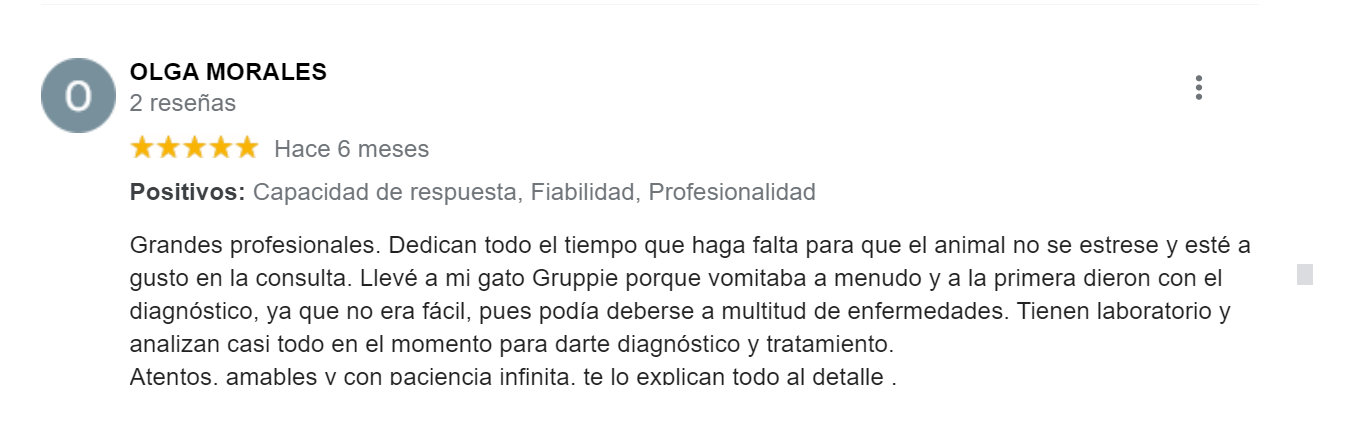 O
OLGA MORALES
2 reseñas
Hace 6 meses
Positivos: Capacidad de respuesta, Fiabilidad, Profesionalidad
Grandes profesionales. Dedican todo el tiempo que haga falta para que el animal no se estrese y esté a
gusto en la consulta. Llevé a mi gato Gruppie porque vomitaba a menudo y a la primera dieron con el
diagnóstico, ya que no era fácil, pues podía deberse a multitud de enfermedades. Tienen laboratorio y
analizan casi todo en el momento para darte diagnóstico y tratamiento.
Atentos, amables y con paciencia infinita, te lo explican todo al detalle .